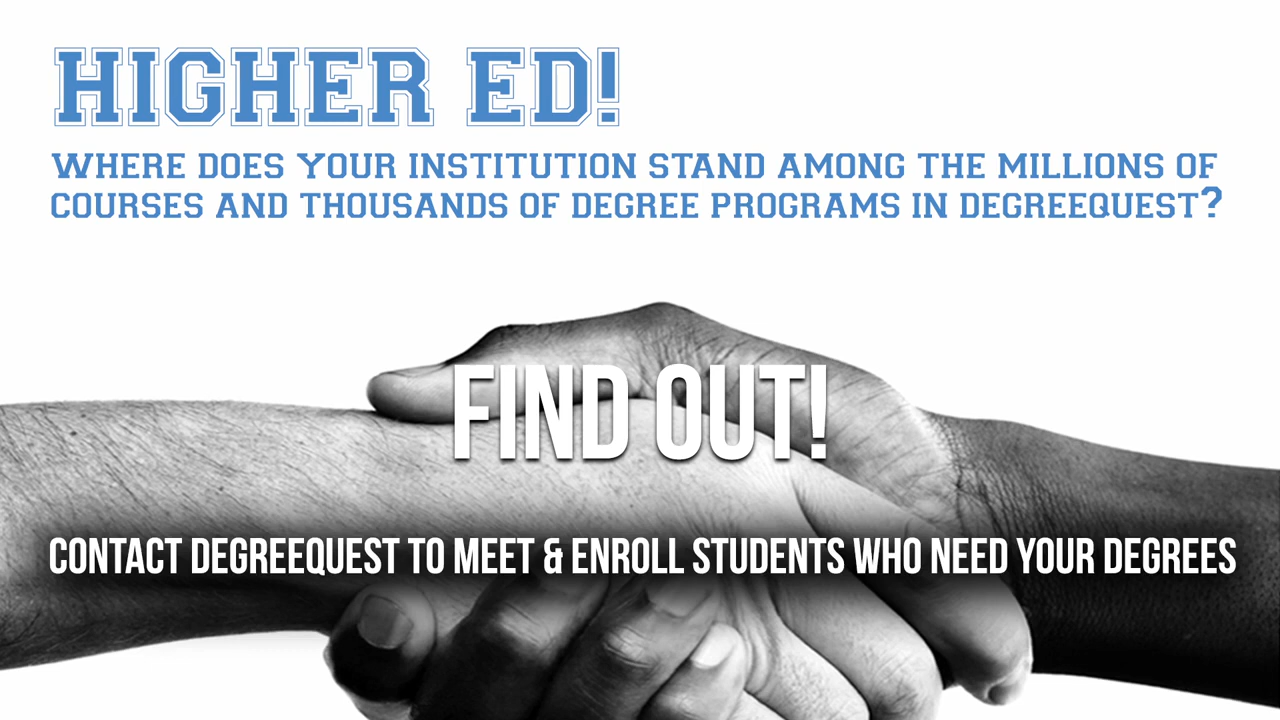 HIGHER ED!
WHERE DOES YOUR INSTITUTION STAND AMONG THE MILLIONS OF
COURSES AND THOUSANDS OF DEGREE PROGRAMS IN DEGREEQUEST?
FIND OUT!
CONTACT DEGREEQUEST TO MEET & ENROLL STUDENTS WHO NEED YOUR DEGREES